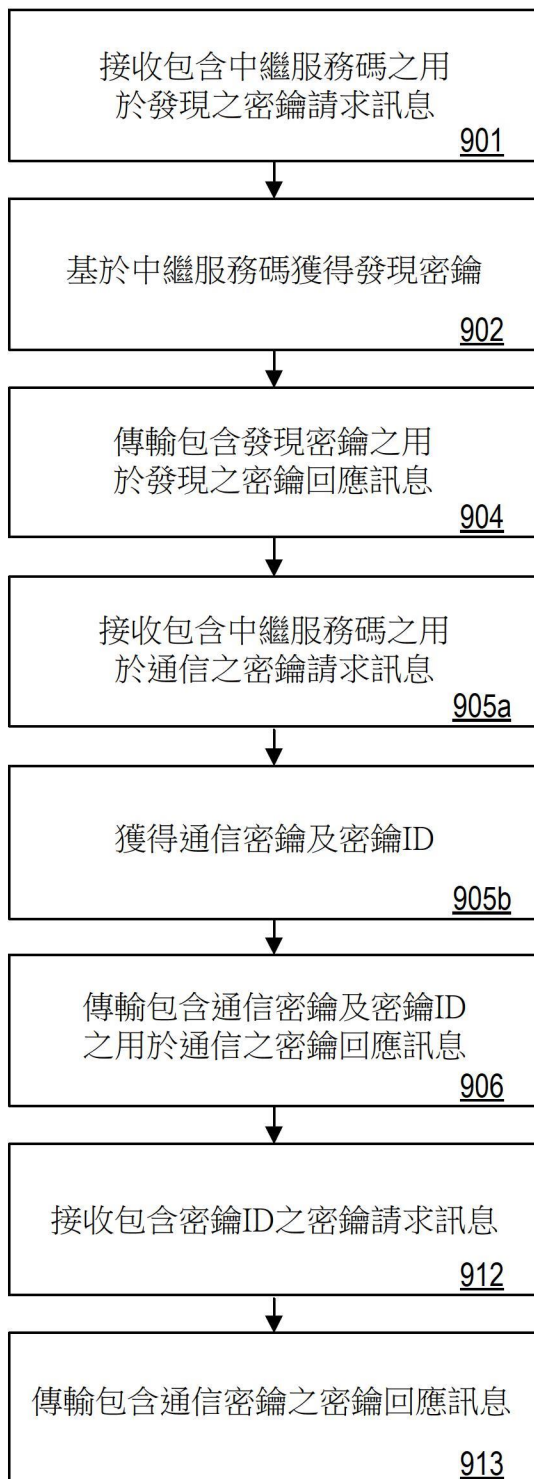 接收包含中繼服務碼之用
於發現之密鑰請求訊息
901
基於中繼服務碼獲得發現密鑰
902
傳輸包含發現密鑰之用
於發現之密鑰回應訊息
904
接收包含中繼服務碼之用
於通信之密鑰請求訊息
905a
獲得通信密鑰及密鑰ID
905b
傳輸包含通信密鑰及密鑰ID
之用於通信之密鑰回應訊息
906
接收包含密鑰ID之密鑰請求訊息
912
傳輸包含通信密鑰之密鑰回應訊息
913